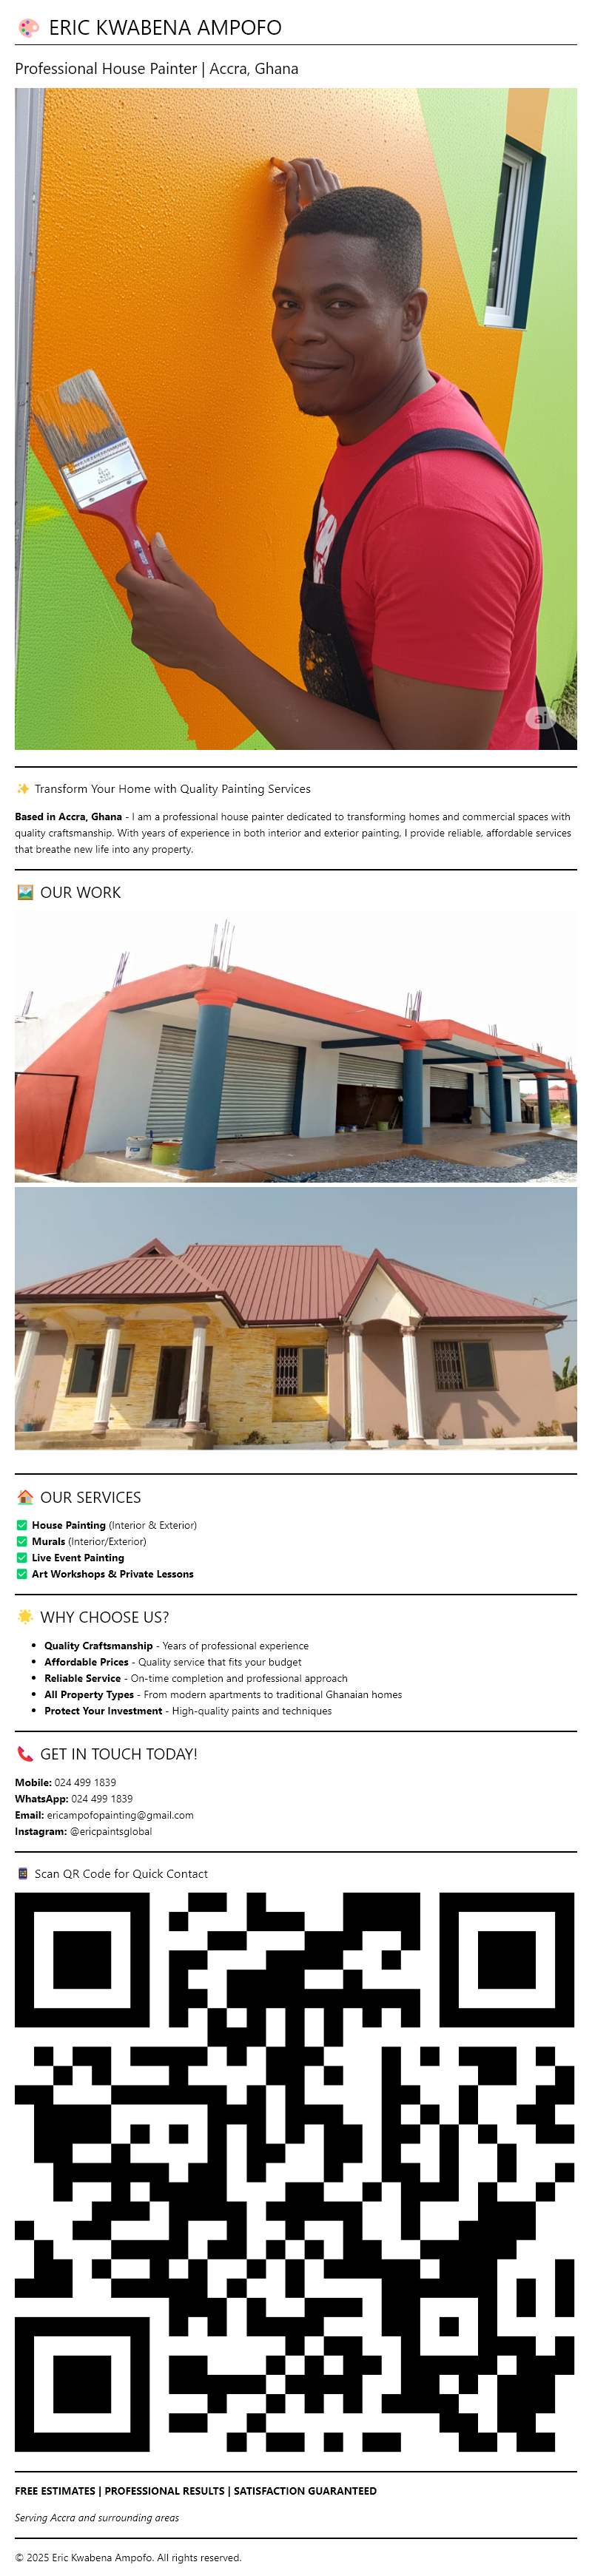 🎨 ERIC KWABENA AMPOFO
Professional House Painter | Accra, Ghana
ai
✨ Transform Your Home with Quality Painting Services
Based in Accra, Ghana - I am a professional house painter dedicated to transforming homes and commercial spaces with
quality craftsmanship. With years of experience in both interior and exterior painting, I provide reliable, affordable services
that breathe new life into any property.
🖼️ OUR WORK
🏠 OUR SERVICES
✅ House Painting (Interior & Exterior)
✅ Murals (Interior/Exterior)
✅ Live Event Painting
✅ Art Workshops & Private Lessons
🌟 WHY CHOOSE US?
• Quality Craftsmanship - Years of professional experience
• Affordable Prices - Quality service that fits your budget
• Reliable Service - On-time completion and professional approach
• All Property Types - From modern apartments to traditional Ghanaian homes
• Protect Your Investment - High-quality paints and techniques
📞 GET IN TOUCH TODAY!
Mobile: 024 499 1839
WhatsApp: 024 499 1839
Email: ericampofopainting@gmail.com
Instagram: @ericpaintsglobal
📱 Scan QR Code for Quick Contact
FREE ESTIMATES | PROFESSIONAL RESULTS | SATISFACTION GUARANTEED
Serving Accra and surrounding areas
© 2025 Eric Kwabena Ampofo. All rights reserved.